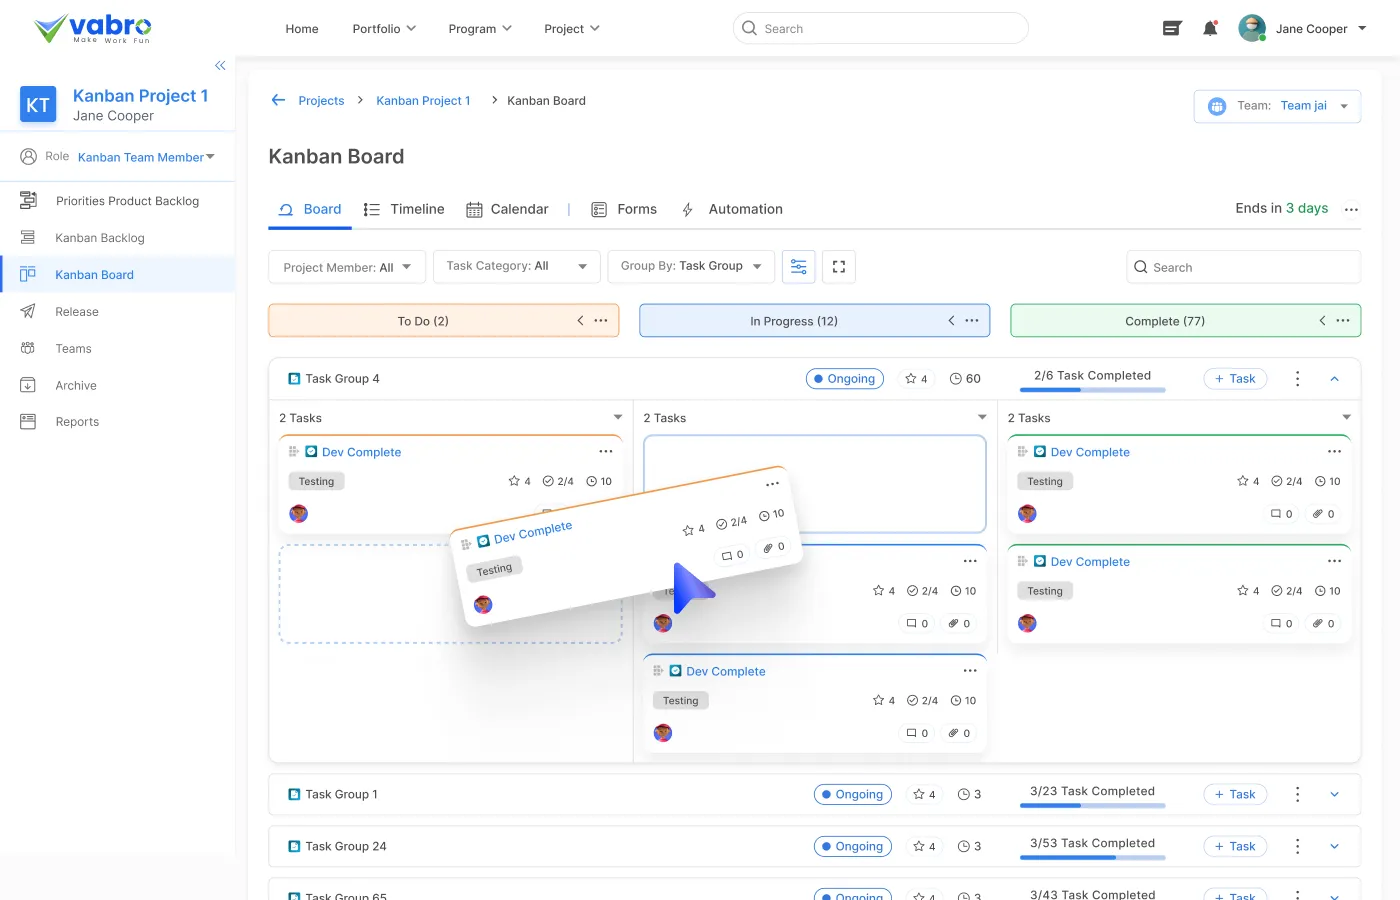 vabro
Make Work Fun
Home
Portfolio
Program
Project
Search
Jane Cooper
KT
Kanban Project 1
Jane Cooper
Role Kanban Team Member
Priorities Product Backlog
Kanban Backlog
Kanban Board
Release
Teams
Archive
Reports
Projects > Kanban Project 1 > Kanban Board
Team: Team jai
Kanban Board
Board
Timeline
Calendar
Forms
Automation
Ends in 3 days
Project Member: All
Task Category: All
Group By: Task Group
Search
To Do (2)
In Progress (12)
Complete (77)
Task Group 4
Ongoing
4
60
2/6 Task Completed
+ Task
2 Tasks
2 Tasks
2 Tasks
Dev Complete
Testing
4 2/4 10
Dev Complete
Testing
4 2/4 10
0 0
Dev Complete
4 2/4 10
Testing
0 0
4 2/4 10
0 0
Dev Complete
Testing
4 2/4 10
0 0
Dev Complete
Testing
4 2/4 10
0 0
Task Group 1
Ongoing
4
3
3/23 Task Completed
+ Task
Task Group 24
Ongoing
4
3
3/53 Task Completed
+ Task
Task Group 65
Ongoing
4
3
3/43 Task Completed
+ Task